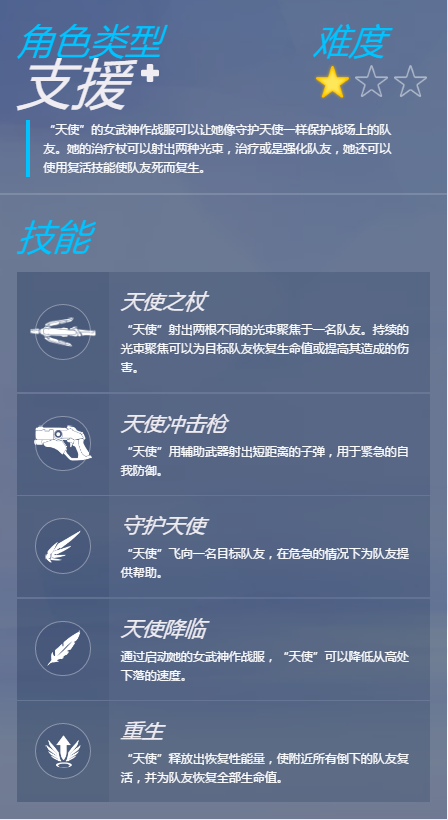 角色类型
难度
支援
“天使”的女武神作战服可以让她像守护天使一样保护战场上的队
友。她的治疗杖可以射出两种光束，治疗或是强化队友，她还可以
使用复活技能使队友死而复生。
技能
天使之杖
“天使”射出两根不同的光束聚焦于一名队友。持续的
光束聚焦可以为目标队友恢复生命值或提高其造成的伤
害。
天使冲击枪
“天使”用辅助武器射出短距离的子弹，用于紧急的自
我防御。
守护天使
“天使”飞向一名目标队友，在危急的情况下为队友提
供帮助。
天使降临
通过启动她的女武神作战服，“天使”可以降低从高处
下落的速度。
重生
“天使”释放出恢复性能量，使附近所有倒下的队友复
活，并为队友恢复全部生命值。